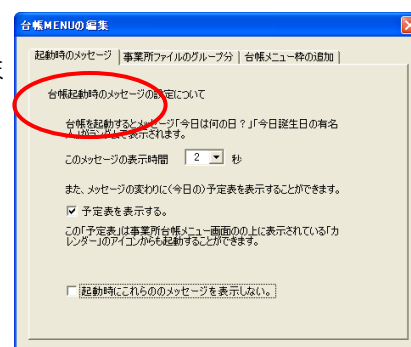 台帳MENUの編集
起動時のメッセージ 事業所ファイルのグループ分 台帳メニュー枠の追加
台帳起動時のメッセージの設定について
台帳を起動するとメッセージ「今日は何の日?」「今日誕生日の有名
人」がランダムで表示されます。
このメッセージの表示時間 2 秒
また、メッセージの変わりに(今日の)予定表を表示することができます。
予定表を表示する。
この「予定表」は事業所台帳メニュー画面のの上に表示されている「カ
レンダー」のアイコンからも起動することができます。
起動時にこれらののメッセージを表示しない。